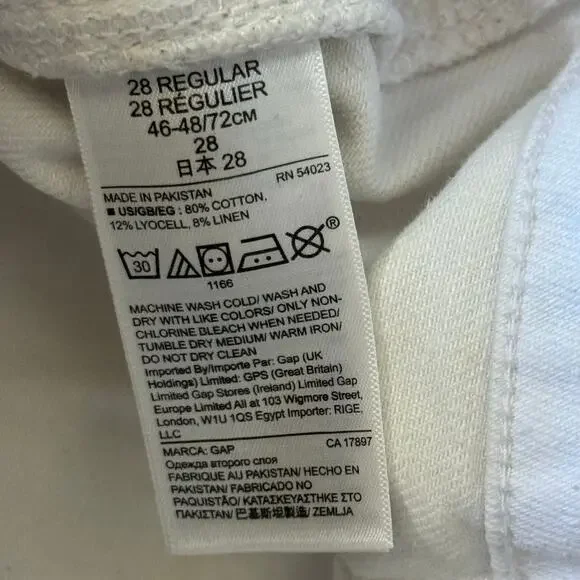 28 REGULAR
28 RÉGULIER
46-48/72CM
28
日本 28
RN 54023
MADE IN PAKISTAN
■ US/GB/EG : 80% COTTON,
12% LYOCELL, 8% LINEN
30
®
1166
MACHINE WASH COLD/ WASH AND
DRY WITH LIKE COLORS/ ONLY NON-
CHLORINE BLEACH WHEN NEEDED/
TUMBLE DRY MEDIUM/ WARM IRON/
DO NOT DRY CLEAN
Imported By/Importe Par: Gap (UK
Holdings) Limited: GPS (Great Britain)
Limited Gap Stores (Ireland) Limited Gap
Europe Limited All at 103 Wigmore Street,
London, W1U 1QS Egypt Importer: RIGE,
LLC
MARCA: GAP
CA 17897
Одежда второго слоя
FABRIQUE AU PAKISTAN/ HECHO EN
PAKISTAN/ FABRICADO NO
PAQUISTÃO/ ΚΑΤΑΣΚΕΥΑΣΤΗΚΕ ΣΤΟ
ΠΑΚΙΣΤΑΝ/ 巴基斯坦製造/ ZEMLJA